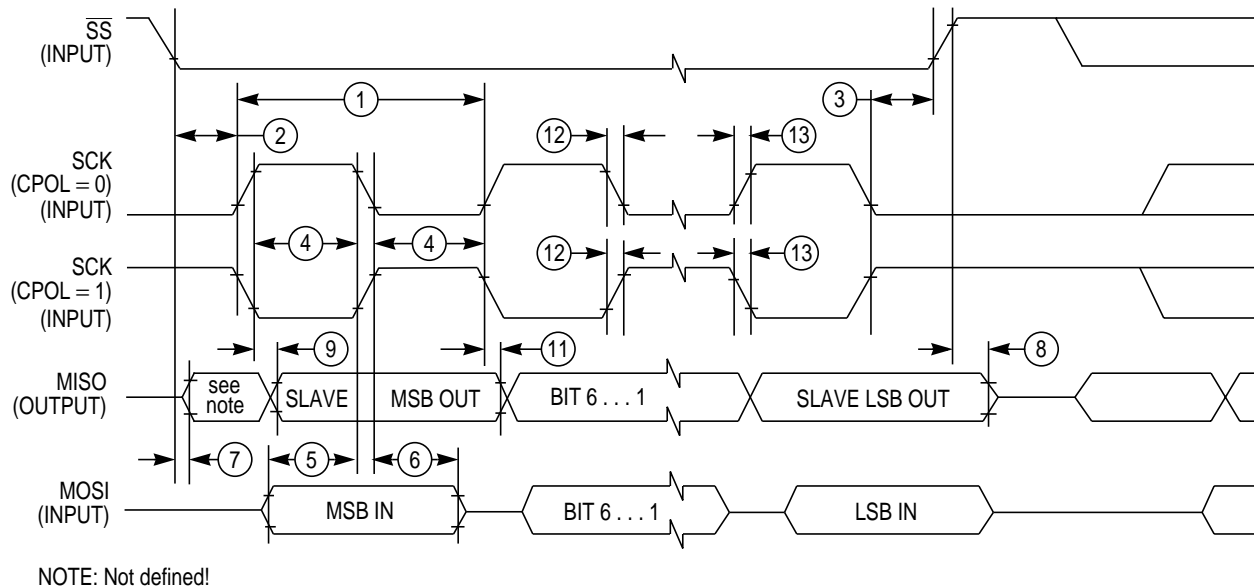 SS
(INPUT)
1
3
2
12
13
SCK
(CPOL = 0)
(INPUT)
4
4
12
13
SCK
(CPOL = 1)
(INPUT)
9
11
8
MISO
(OUTPUT)
see
note
SLAVE
MSB OUT
BIT 6 . . . 1
SLAVE LSB OUT
7
5
6
MOSI
(INPUT)
MSB IN
BIT 6 . . . 1
LSB IN
NOTE: Not defined!